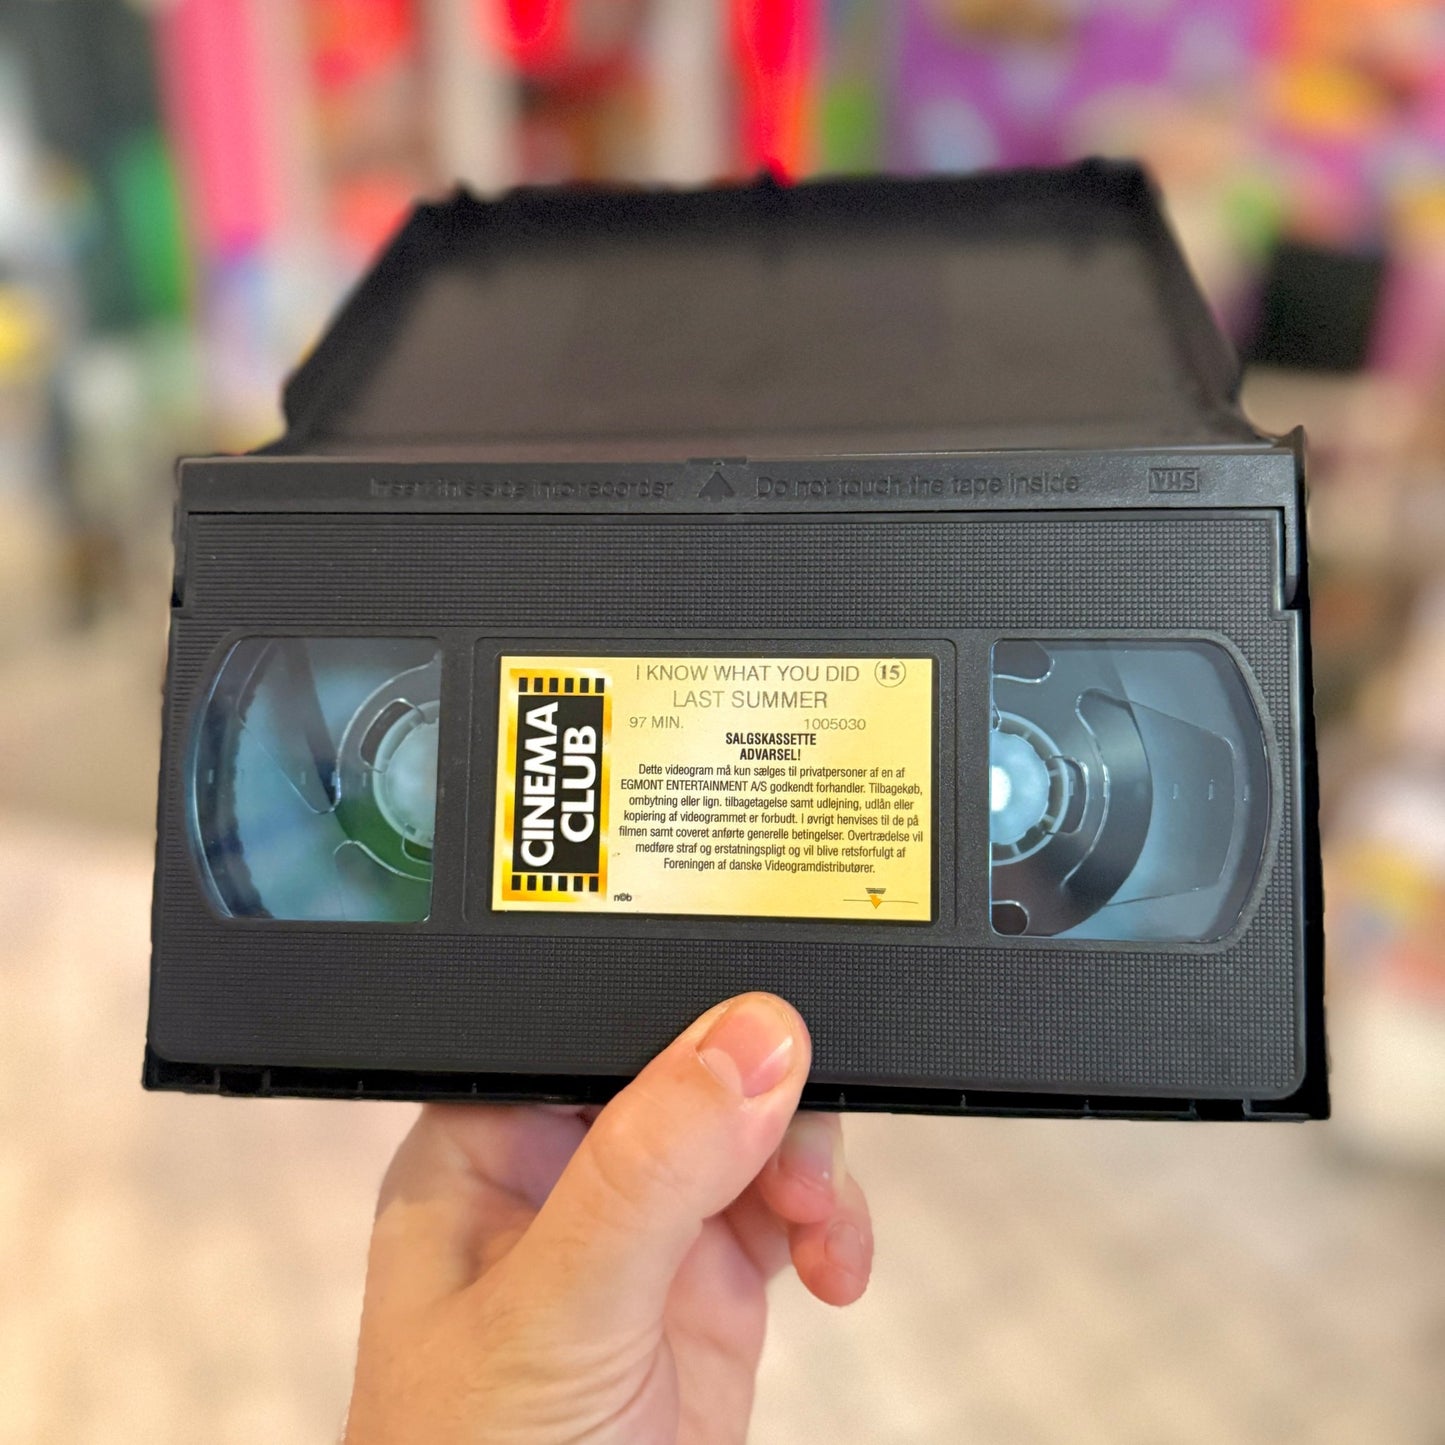 Insert this side into recorder Do not touch the tape inside VHS
CINEMA
CLUB
I KNOW WHAT YOU DID 15
LAST SUMMER
97 MIN. 1005030
SALGSKASSETTE
ADVARSEL!
Dette videogram må kun sælges til privatpersoner af en af
EGMONT ENTERTAINMENT A/S godkendt forhandler. Tilbagekøb,
ombytning eller lign. tilbagetagelse samt udlejning, udlån eller
kopiering af videogrammet er forbudt. I øvrigt henvises til de på
filmen samt coveret anførte generelle betingelser. Overtrædelse vil
medføre straf og erstatningspligt og vil blive retsforfulgt af
Foreningen af danske Videogramdistributører.
n©b